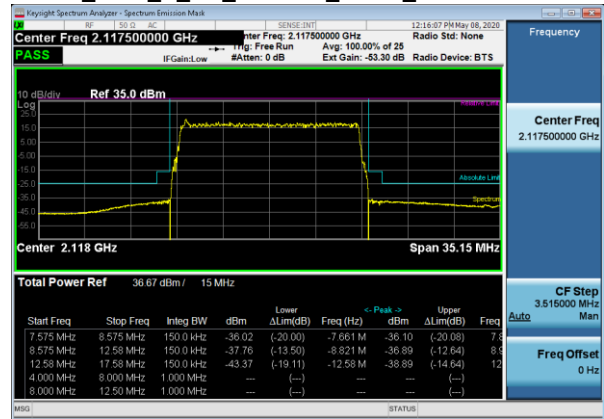 Keysight Spectrum Analyzer - Spectrum Emission Mask
RF 50 Ω AC SENSE:INT 12:16:07 PM May 08, 2020
Center Freq 2.117500000 Center Freq: 2.117500000 GHz Radio Std: None
PASS Trig: Free Run Avg: 100.00% of 25
IFGain:Low #Atten: 0 dB Ext Gain: -53.30 dB Radio Device: BTS
Frequency
10 dB/div Ref 35.0 dBm
Log
25.0
15.0
5.00
-5.00
-15.0
-25.0
-35.0
-45.0
-55.0
Relative Limit
Absolute Limit
Spectrum
Center 2.118 GHz Span 35.15 MHz
Center Freq
2.117500000 GHz
Total Power Ref 36.67 dBm / 15 MHz
Lower <- Peak -> Upper
Start Freq Stop Freq Integ BW dBm ΔLim(dB) Freq (Hz) dBm ΔLim(dB) Freq
7.575 MHz 8.575 MHz 150.0 kHz -36.02 (-20.00) -7.661 M -36.10 (-20.08) 7.8
8.575 MHz 12.58 MHz 150.0 kHz -37.76 (-13.50) -8.821 M -36.89 (-12.64) 8.9
12.58 MHz 17.58 MHz 150.0 kHz -43.37 (-19.11) -12.58 M -38.89 (-14.64) 12
4.000 MHz 8.000 MHz 1.000 MHz --- (---) --- (---)
8.000 MHz 12.50 MHz 1.000 MHz --- (---) --- (---)
CF Step
3.515000 MHz
Auto Man
Freq Offset
0 Hz
MSG STATUS